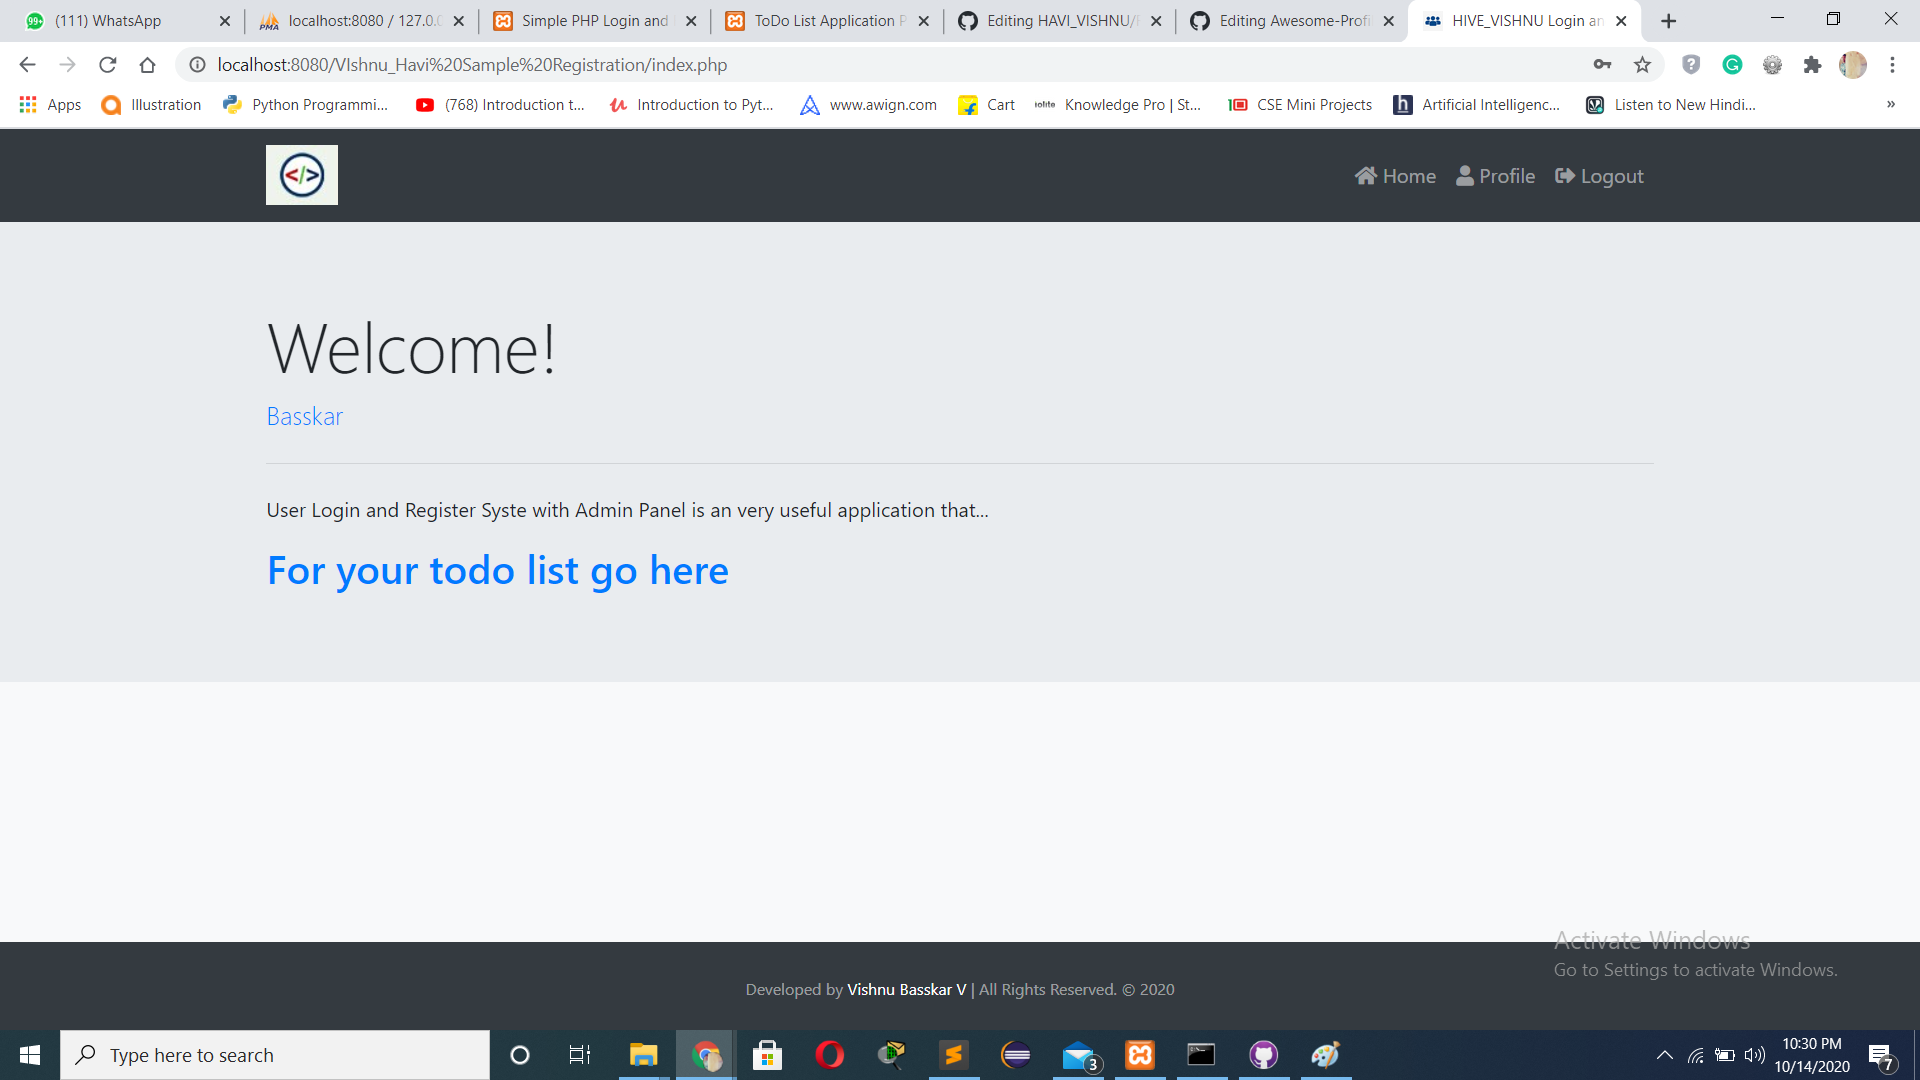 (111) WhatsApp
localhost:8080 / 127.0.0
Simple PHP Login and
ToDo List Application P
Editing HAVI_VISHNU/
Editing Awesome-Profi
HIVE_VISHNU Login an
localhost:8080/VIshnu_Havi%20Sample%20Registration/index.php
Apps
Illustration
Python Programmi...
(768) Introduction t...
Introduction to Pyt...
www.awign.com
Cart
iolite Knowledge Pro | St...
CSE Mini Projects
Artificial Intelligenc...
Listen to New Hindi...
»
</>
Home
Profile
Logout
Welcome!
Basskar
User Login and Register Syste with Admin Panel is an very useful application that...
For your todo list go here
Activate Windows
Go to Settings to activate Windows.
Developed by Vishnu Basskar V | All Rights Reserved. © 2020
Type here to search
3
10:30 PM
10/14/2020
7